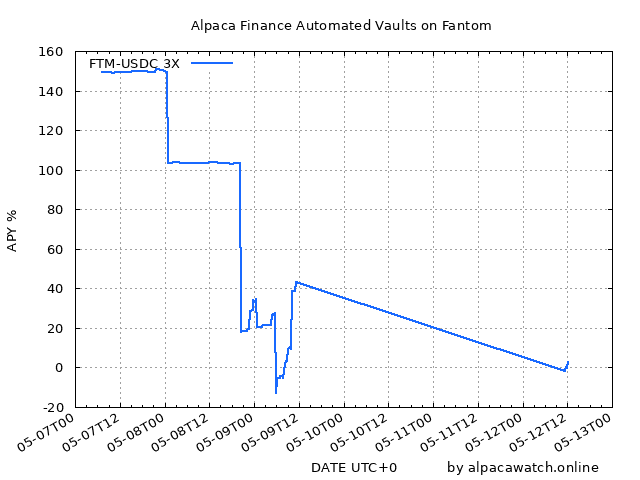 Alpaca Finance Automated Vaults on Fantom
FTM-USDC 3X
APY %
160
140
120
100
80
60
40
20
0
-20
05-07T00
05-07T12
05-08T00
05-08T12
05-09T00
05-09T12
05-10T00
05-10T12
05-11T00
05-11T12
05-12T00
05-12T12
05-13T00
DATE UTC+0
by alpacawatch.online